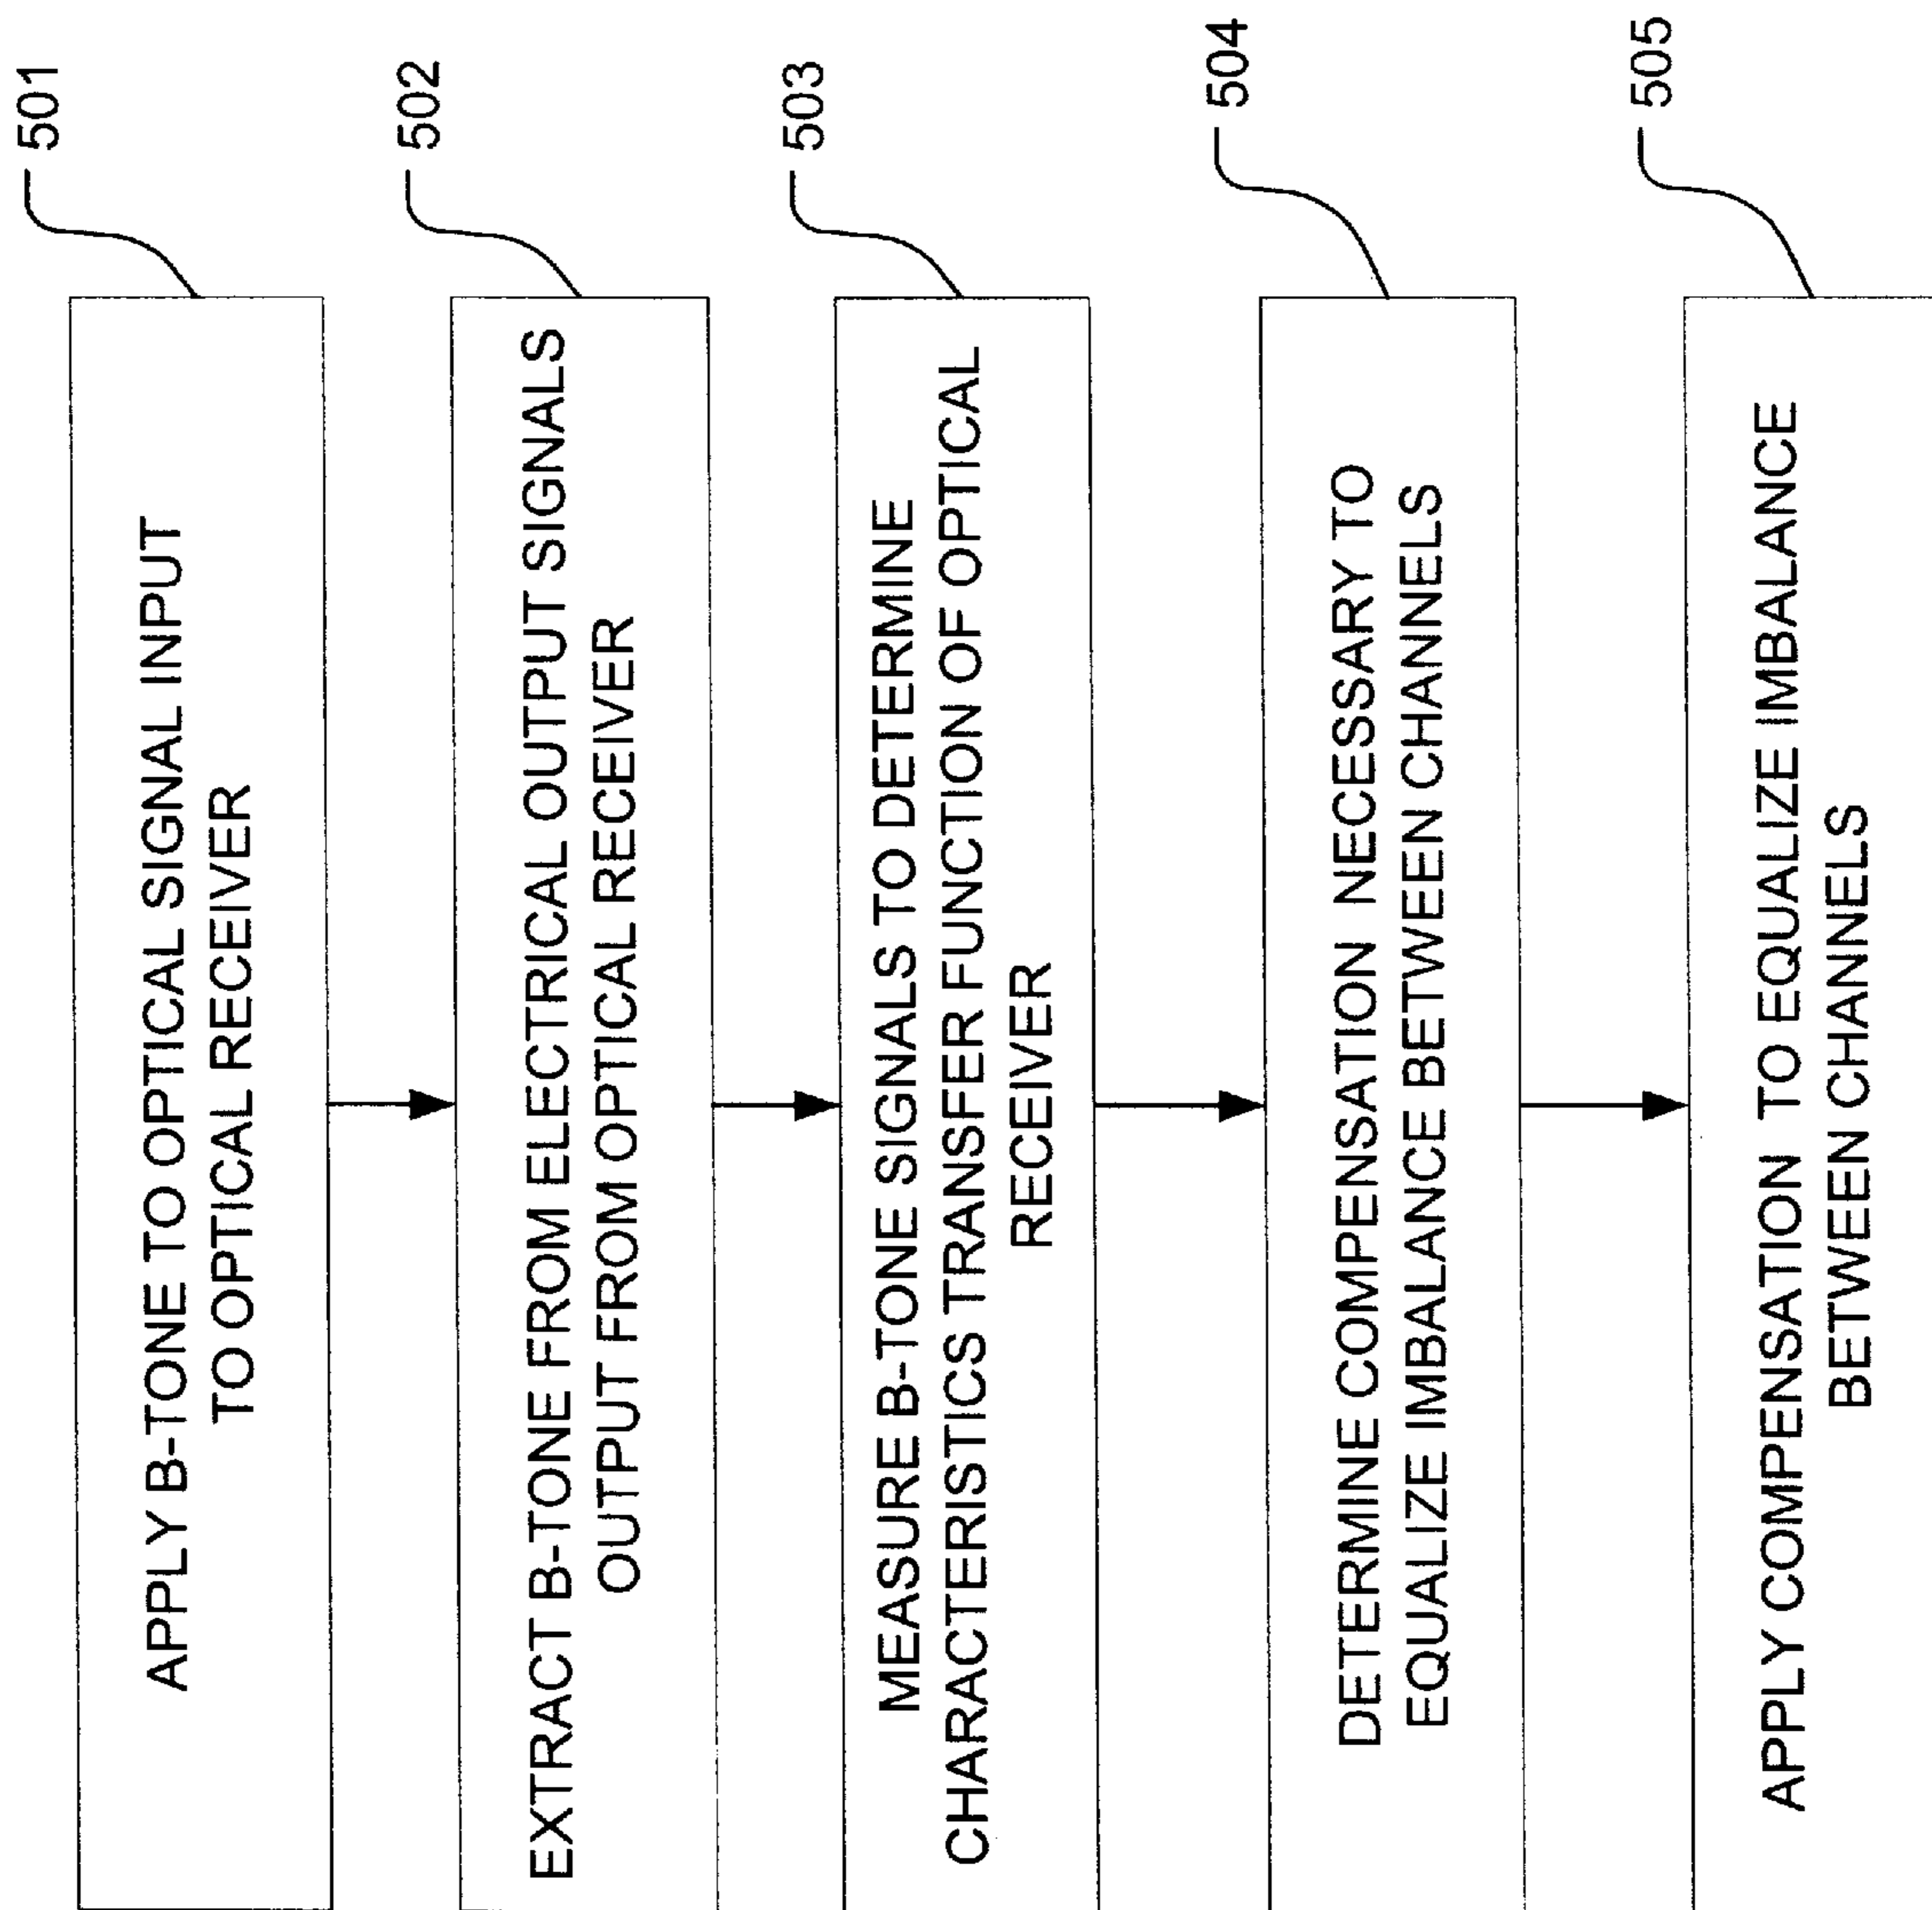 501
APPLY B-TONE TO OPTICAL SIGNAL INPUT
TO OPTICAL RECEIVER
502
EXTRACT B-TONE FROM ELECTRICAL OUTPUT SIGNALS
OUTPUT FROM OPTICAL RECEIVER
503
MEASURE B-TONE SIGNALS TO DETERMINE
CHARACTERISTICS TRANSFER FUNCTION OF OPTICAL
RECEIVER
504
DETERMINE COMPENSATION NECESSARY TO
EQUALIZE IMBALANCE BETWEEN CHANNELS
505
APPLY COMPENSATION TO EQUALIZE IMBALANCE
BETWEEN CHANNELS